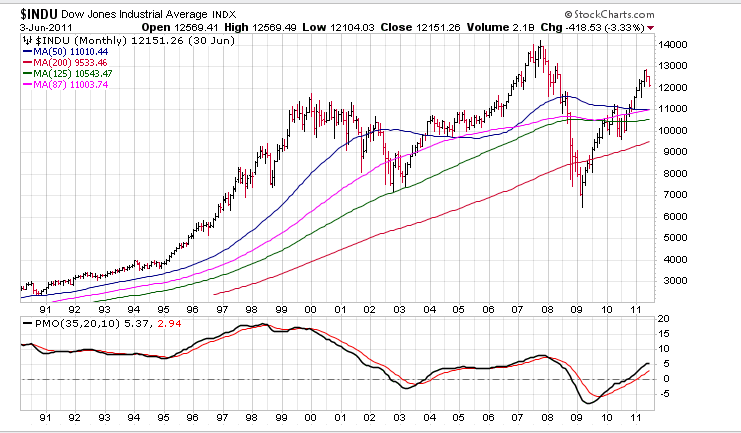 $INDU Dow Jones Industrial Average INDX © StockCharts.com
3-Jun-2011 Open 12569.41 High 12569.49 Low 12104.03 Close 12151.26 Volume 2.1B Chg -418.53 (-3.33%)
$INDU (Monthly) 12151.26 (30 Jun)
MA(50) 11010.44
MA(200) 9533.46
MA(125) 10543.47
MA(87) 11003.74
14000
13000
12000
11000
10000
9000
8000
7000
6000
5000
4000
3000
91 92 93 94 95 96 97 98 99 00 01 02 03 04 05 06 07 08 09 10 11
PMO(35,20,10) 5.37, 2.94
20
15
10
5
0
-5
91 92 93 94 95 96 97 98 99 00 01 02 03 04 05 06 07 08 09 10 11